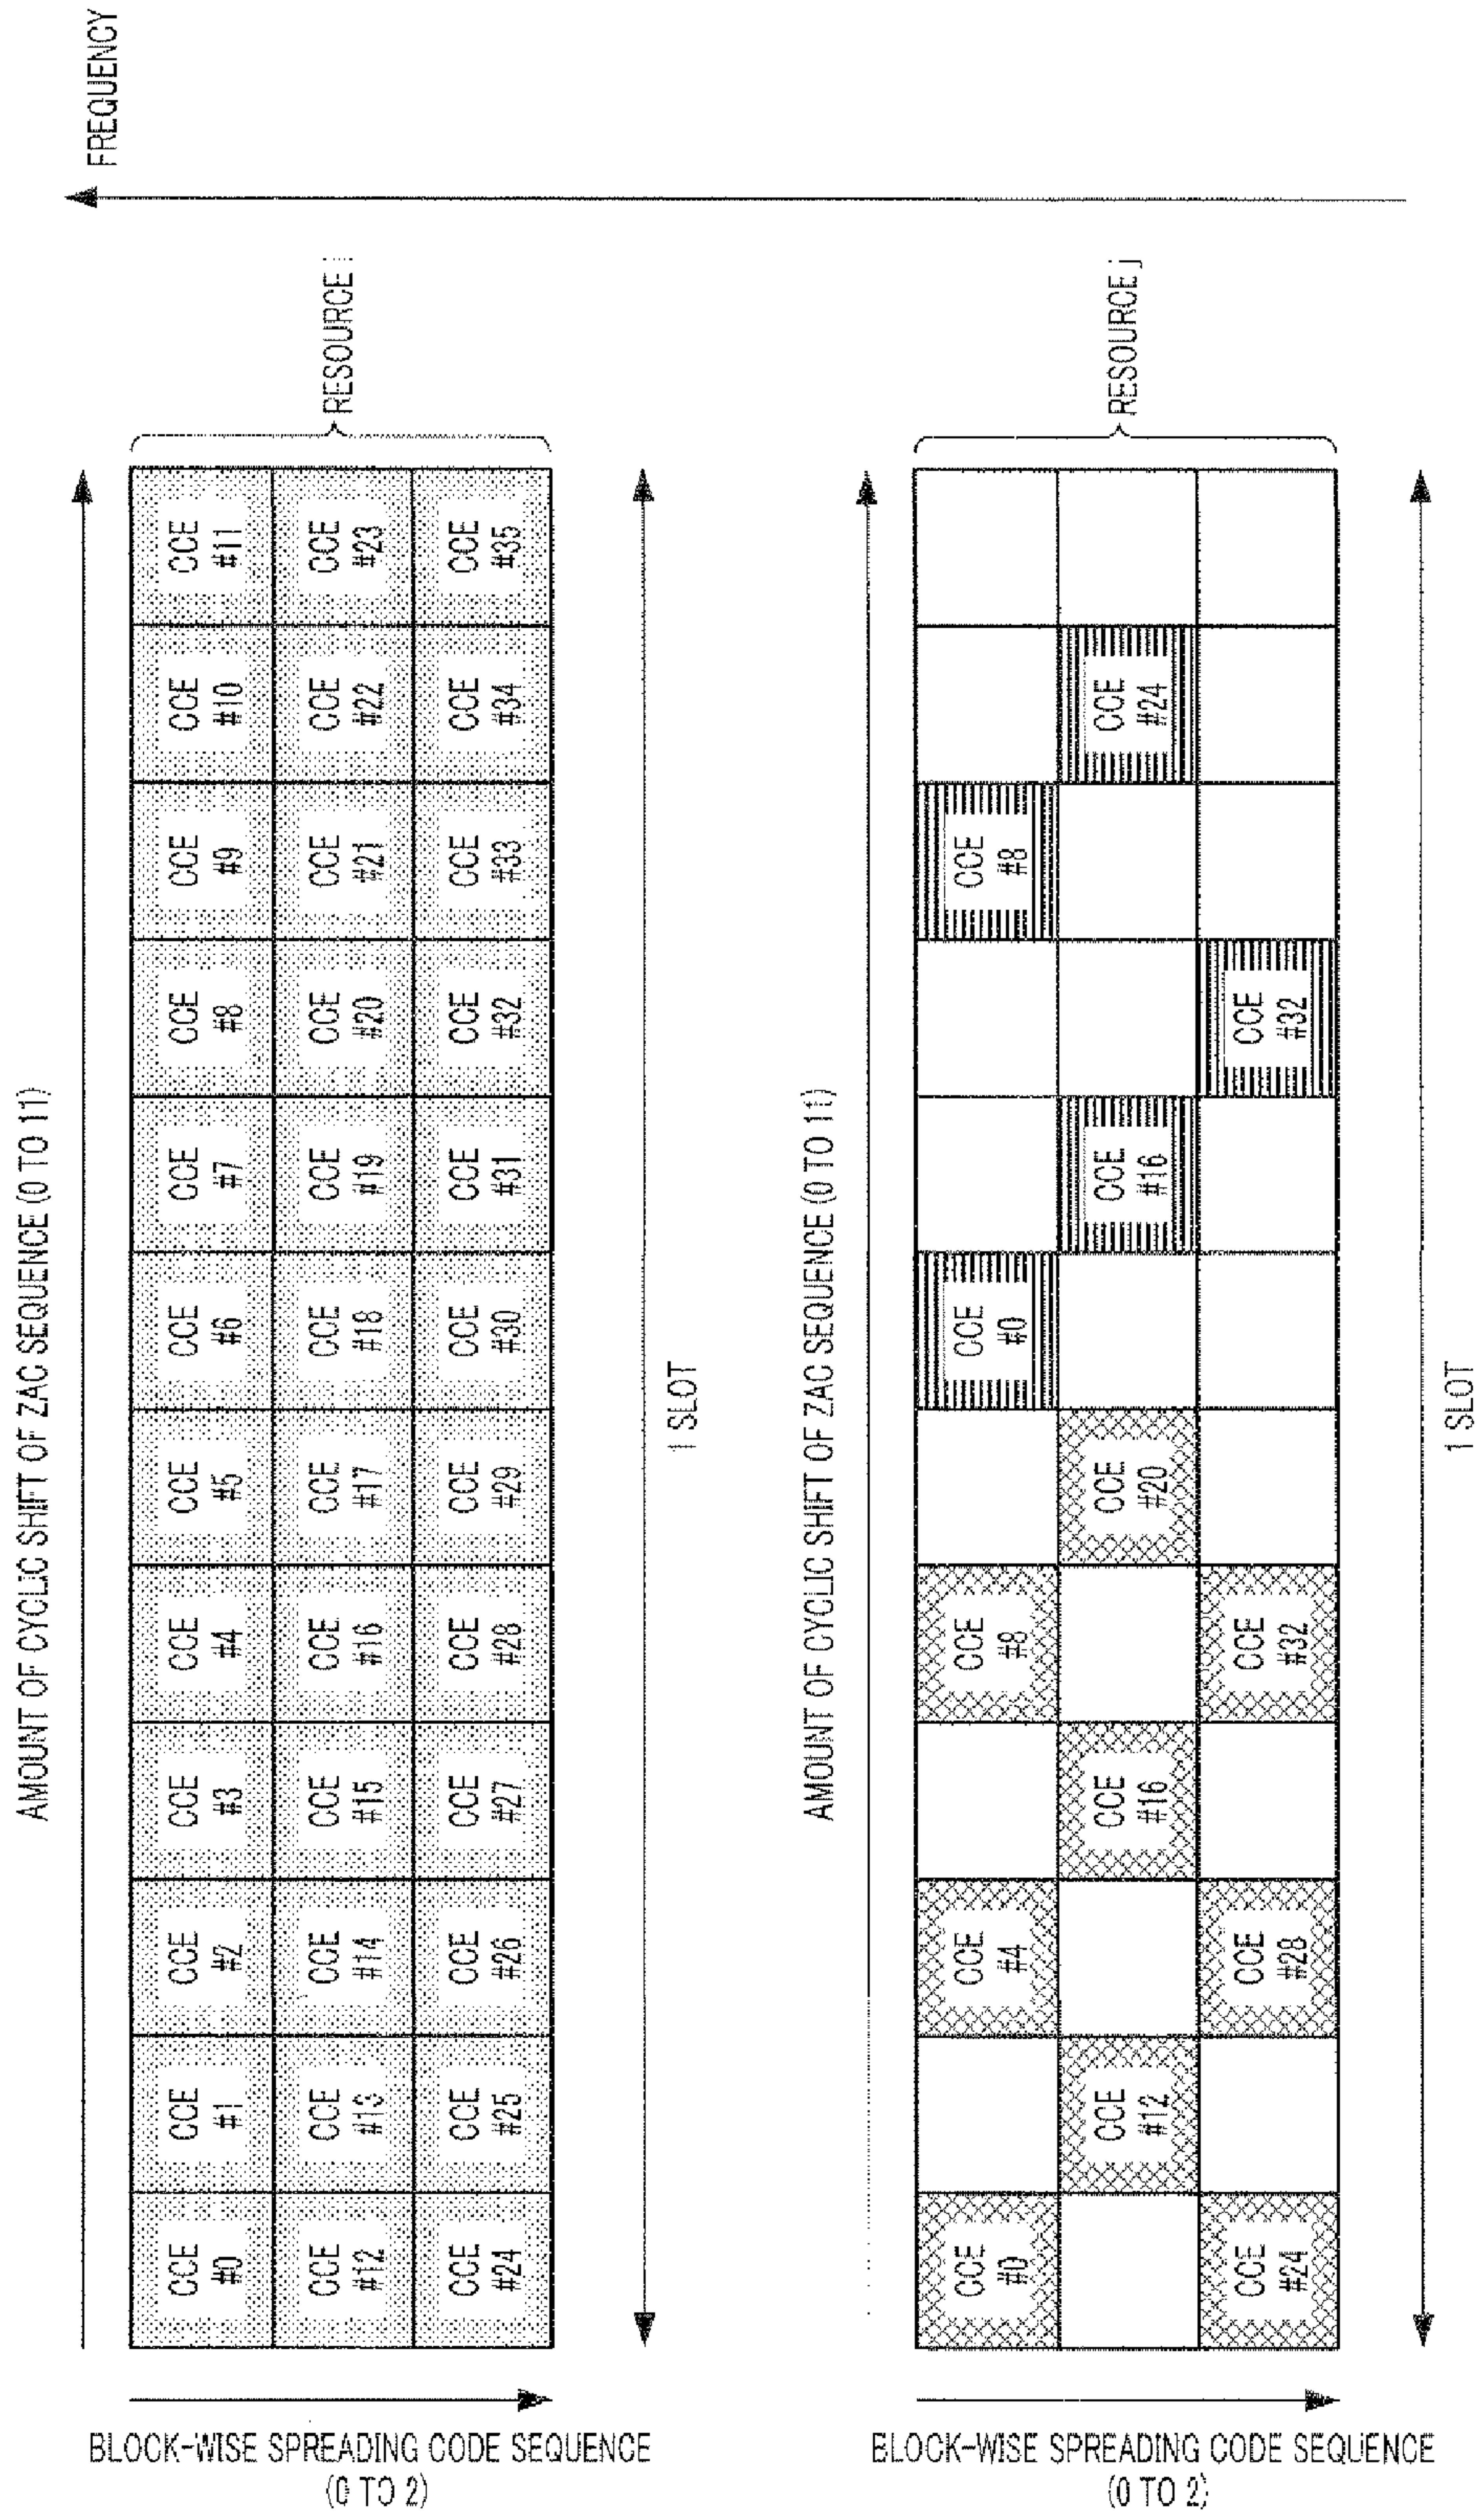 FREQUENCY
AMOUNT OF CYCLIC SHIFT OF ZAC SEQUENCE (0 TO 11)
CCE
#0
CCE
#1
CCE
#2
CCE
#3
CCE
#4
CCE
#5
CCE
#6
CCE
#7
CCE
#8
CCE
#9
CCE
#10
CCE
#11
CCE
#12
CCE
#13
CCE
#14
CCE
#15
CCE
#16
CCE
#17
CCE
#18
CCE
#19
CCE
#20
CCE
#21
CCE
#22
CCE
#23
CCE
#24
CCE
#25
CCE
#26
CCE
#27
CCE
#28
CCE
#29
CCE
#30
CCE
#31
CCE
#32
CCE
#33
CCE
#34
CCE
#35
RESOURCE i
1 SLOT
BLOCK-WISE SPREADING CODE SEQUENCE
(0 TO 2)
AMOUNT OF CYCLIC SHIFT OF ZAC SEQUENCE (0 TO 11)
CCE
#0
CCE
#4
CCE
#8
CCE
#0
CCE
#8
CCE
#12
CCE
#16
CCE
#20
CCE
#16
CCE
#24
CCE
#24
CCE
#28
CCE
#32
CCE
#32
RESOURCE j
1 SLOT
BLOCK-WISE SPREADING CODE SEQUENCE
(0 TO 2)